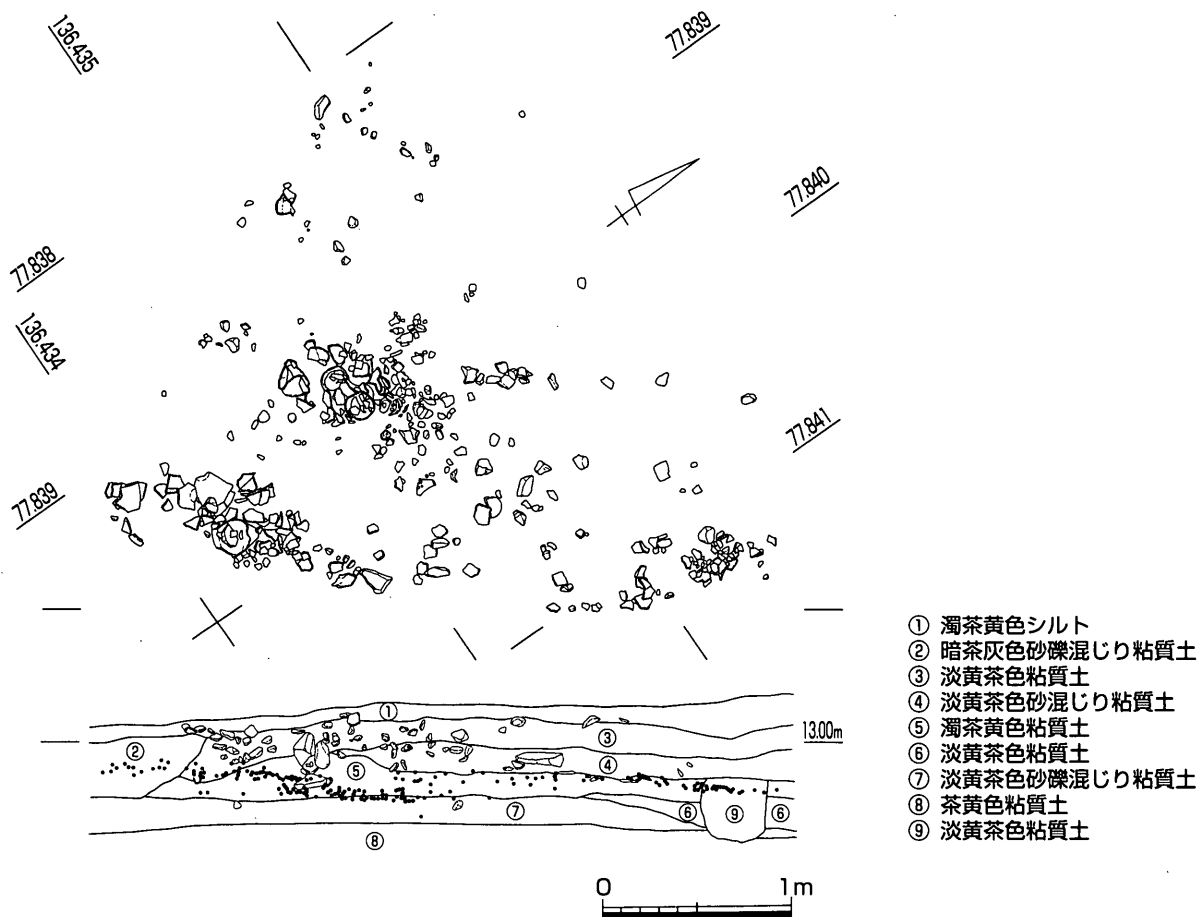 136.435
77.839
77.840
77.838
136.434
77.841
77.839
① 濁茶黄色シルト
② 暗茶灰色砂礫混じり粘質土
③ 淡黄茶色粘質土
④ 淡黄茶色砂混じり粘質土
⑤ 濁茶黄色粘質土
⑥ 淡黄茶色粘質土
⑦ 淡黄茶色砂礫混じり粘質土
⑧ 茶黄色粘質土
⑨ 淡黄茶色粘質土
①
②
③
13.00m
④
⑤
⑥
⑨
⑥
⑦
⑧
0 1m